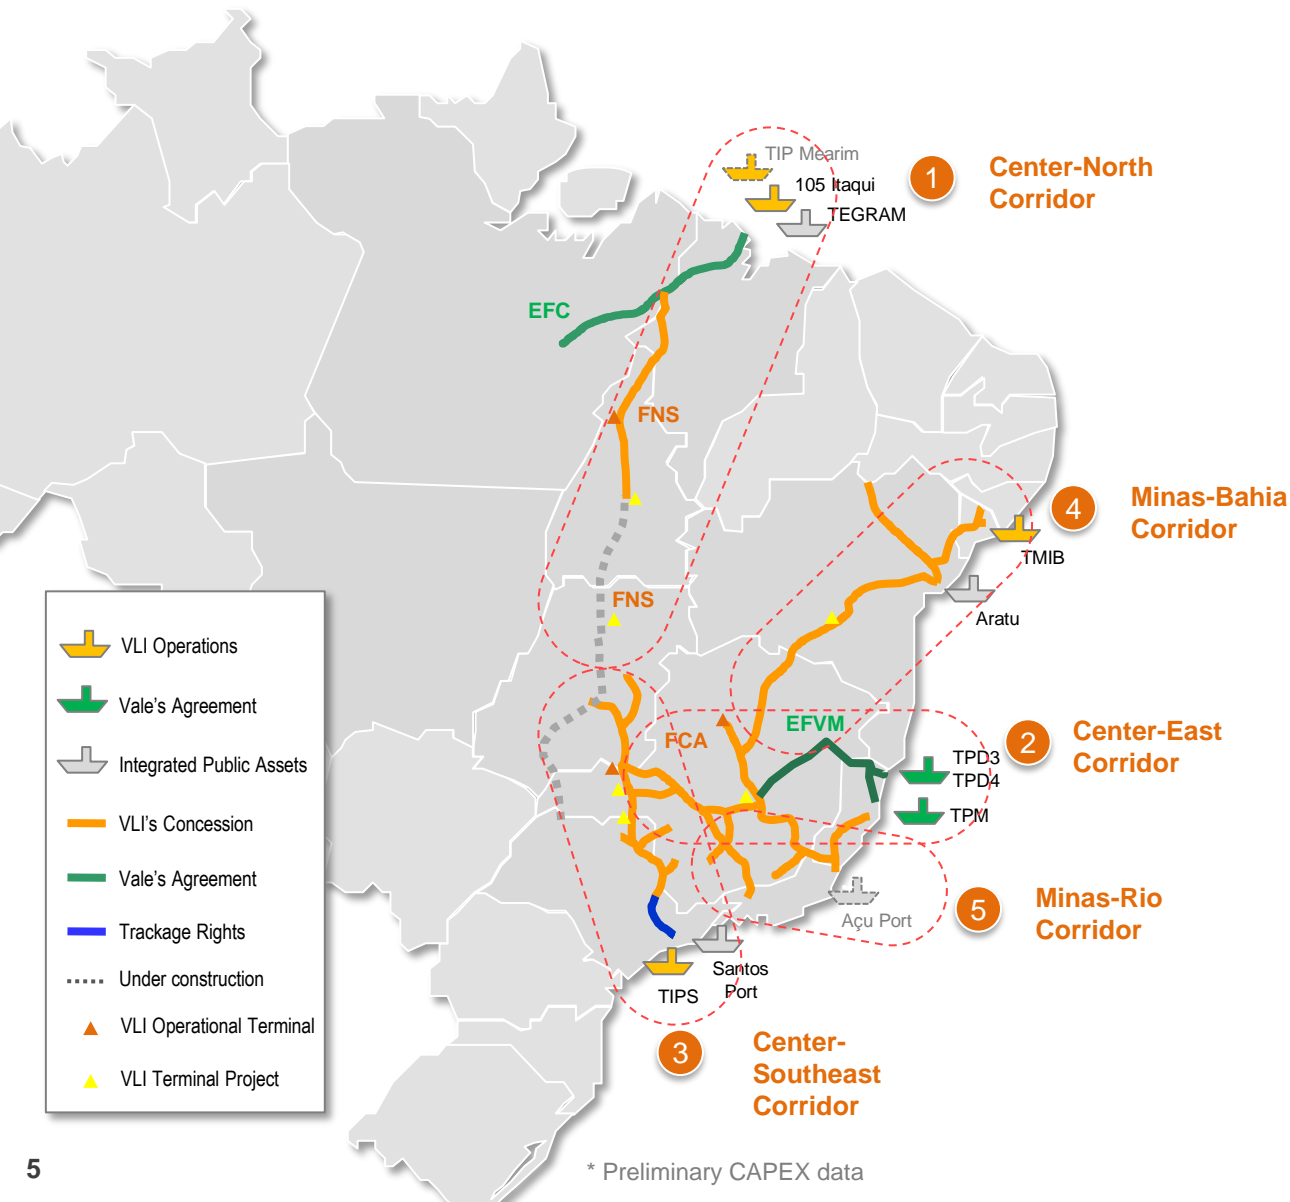 TIP Mearim
105 Itaqui
TEGRAM
1
Center-North
Corridor
EFC
FNS
4
Minas-Bahia
Corridor
TMIB
Aratu
FNS
VLI Operations
Vale's Agreement
Integrated Public Assets
VLI's Concession
Vale's Agreement
Trackage Rights
Under construction
VLI Operational Terminal
VLI Terminal Project
FCA
EFVM
2
Center-East
Corridor
TPD3
TPD4
TPM
5
Minas-Rio
Corridor
Açu Port
Santos
Port
TIPS
3
Center-
Southeast
Corridor
5
* Preliminary CAPEX data